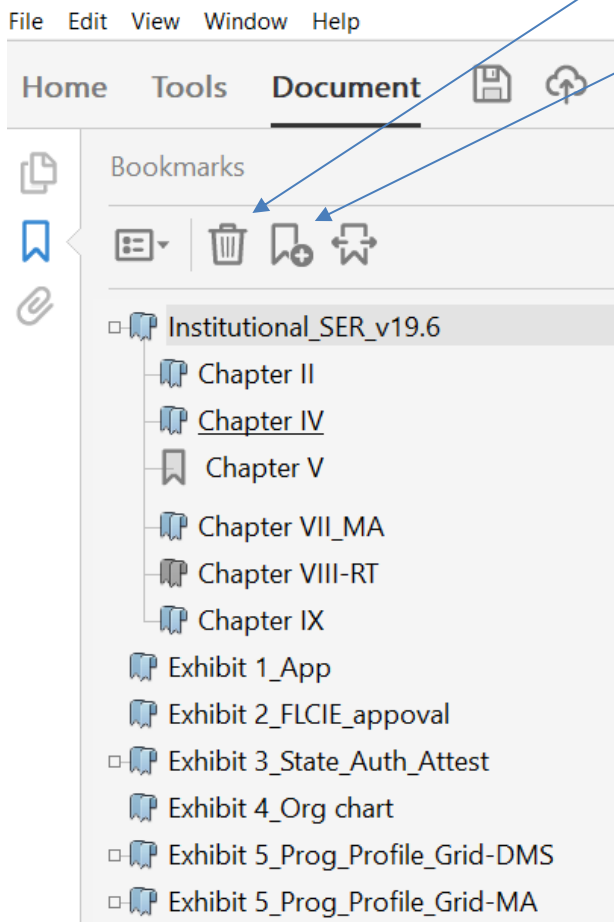 File Edit View Window Help
Home Tools Document
Bookmarks
Institutional_SER_v19.6
Chapter II
Chapter IV
Chapter V
Chapter VII_MA
Chapter VIII-RT
Chapter IX
Exhibit 1_App
Exhibit 2_FLCIE_appoval
Exhibit 3_State_Auth_Attest
Exhibit 4_Org chart
Exhibit 5_Prog_Profile_Grid-DMS
Exhibit 5_Prog_Profile_Grid-MA